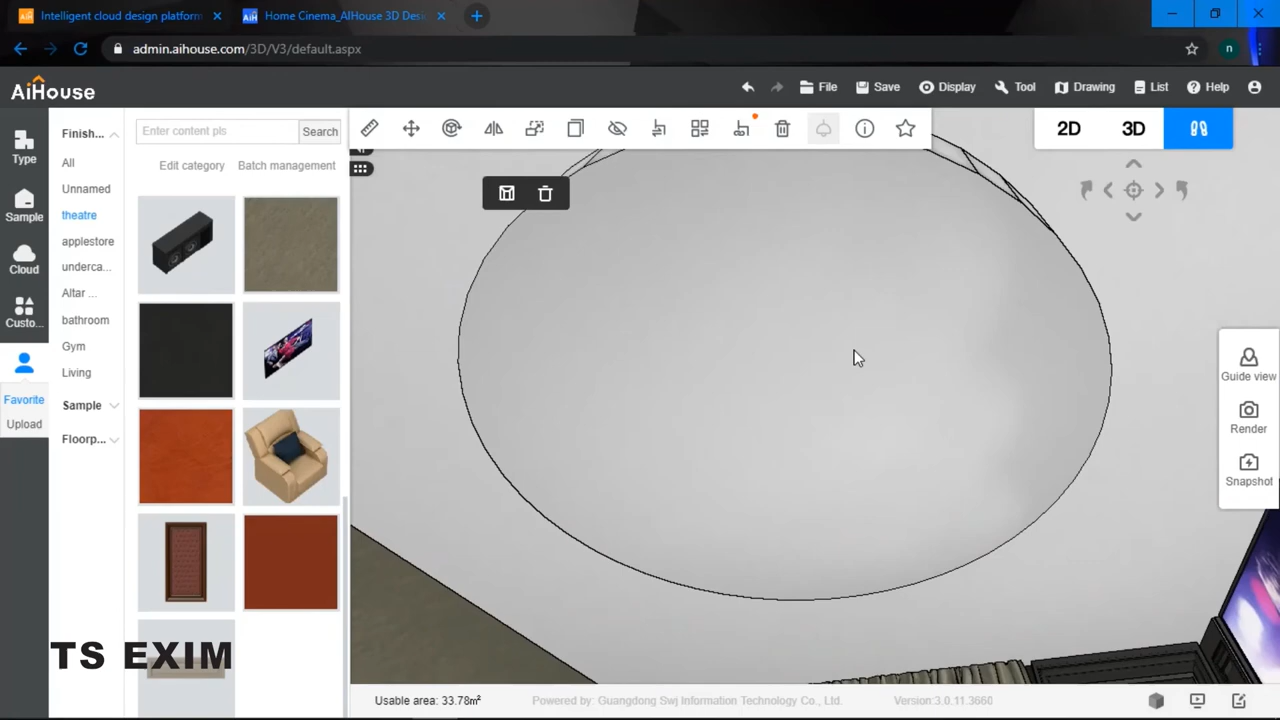 Intelligent cloud design platform
Home Cinema_AIHouse 3D Desi
admin.aihouse.com/3D/V3/default.aspx
n
AiHouse
File
Save
Display
Tool
Drawing
List
Help
Type
Sample
Cloud
Custo...
Favorite
Upload
Finish...
All
Unnamed
theatre
applestore
underca...
Altar ...
bathroom
Gym
Living
Sample
Floorp...
Enter content pls
Search
Edit category
Batch management
2D
3D
Guide view
Render
Snapshot
TS EXIM
Usable area: 33.78m²
Powered by: Guangdong Swj Information Technology Co., Ltd.
Version:3.0.11.3660